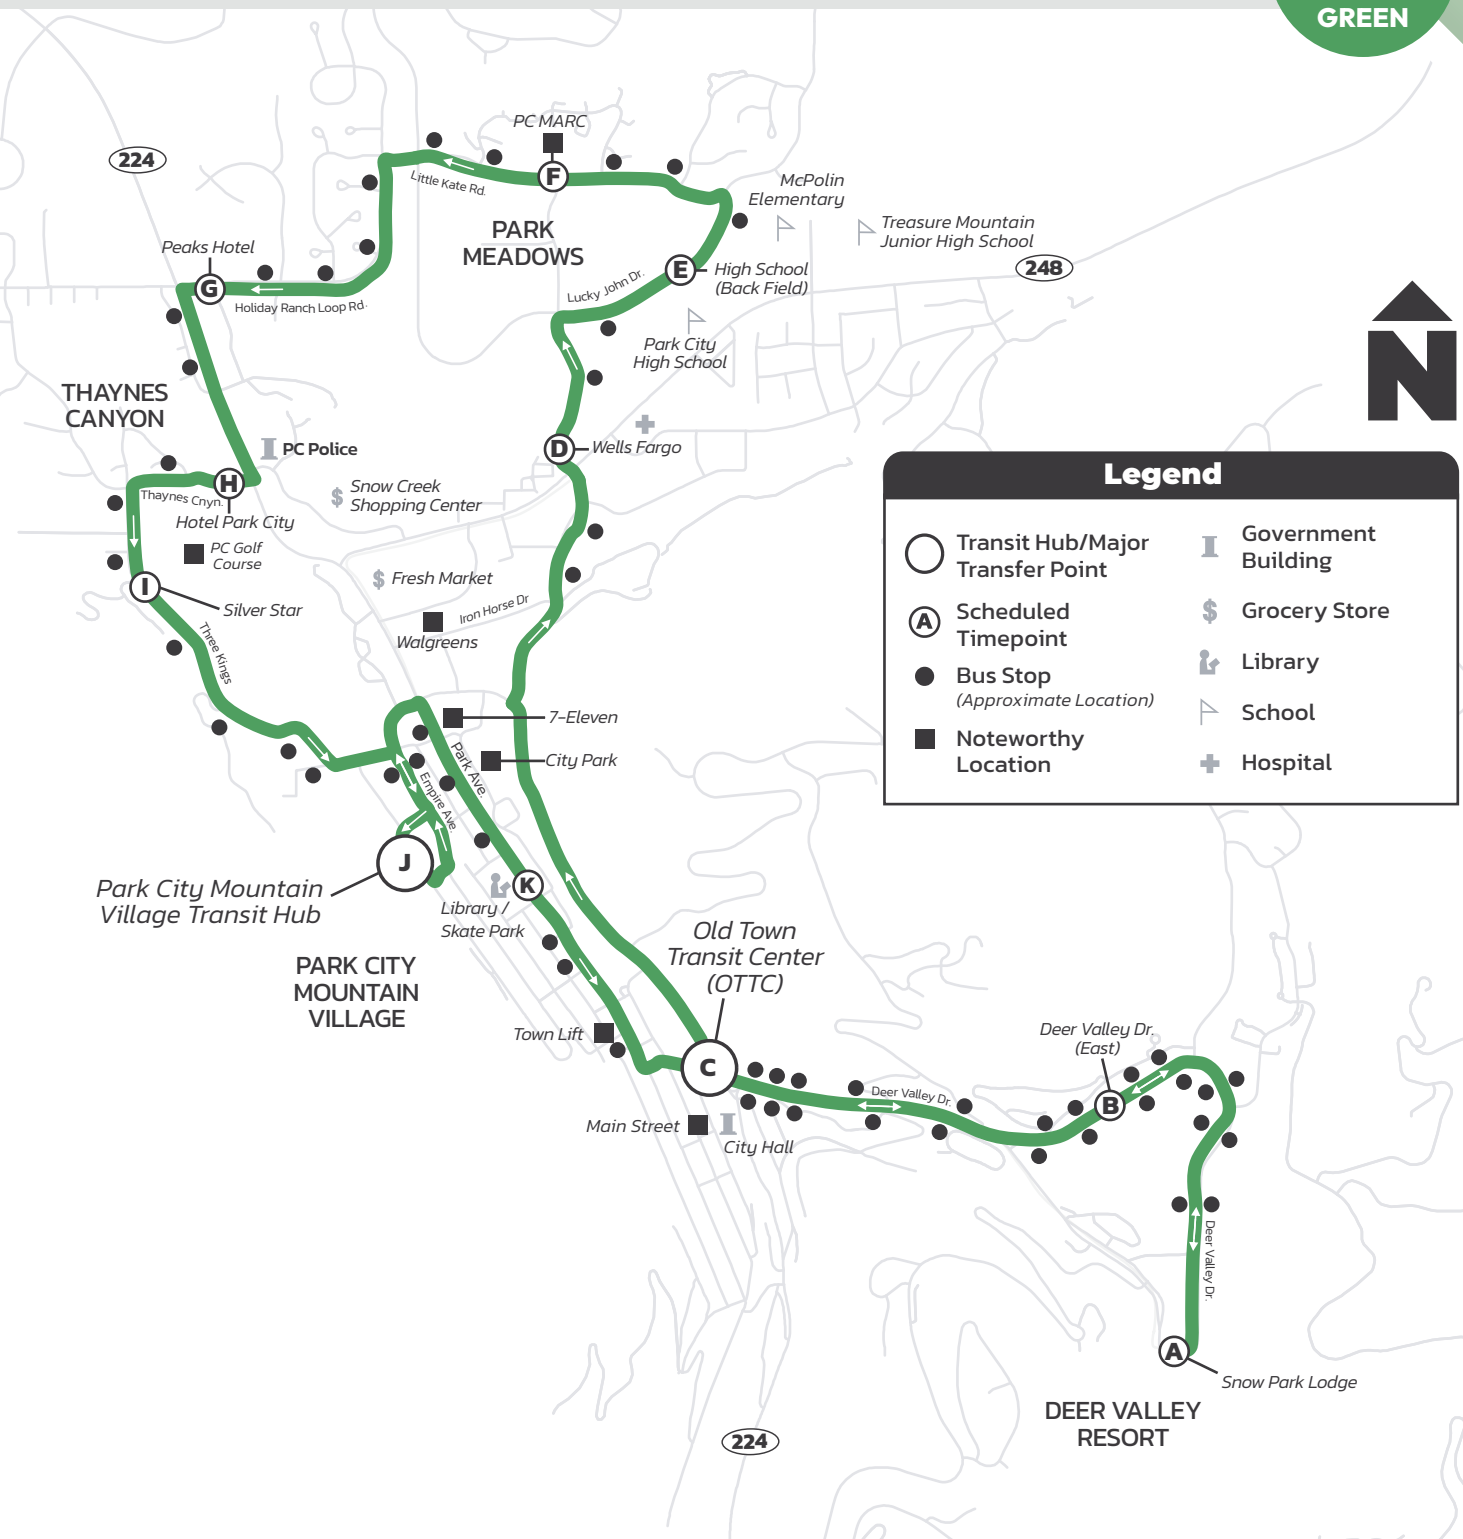 GREEN
PC MARC
224
F
Little Kate Rd.
McPolin
Elementary
Treasure Mountain
Junior High School
PARK
MEADOWS
Peaks Hotel
248
E
High School
(Back Field)
G
Lucky John Dr.
Holiday Ranch Loop Rd.
Park City
High School
N
THAYNES
CANYON
PC Police
D
Wells Fargo
Legend
H
Thaynes Cnyn.
Snow Creek
Shopping Center
Hotel Park City
PC Golf
Course
Transit Hub/Major
Transfer Point
Government
Building
I
Fresh Market
Silver Star
Iron Horse Dr
A
Scheduled
Timepoint
$
Grocery Store
Walgreens
Three Kings
Bus Stop
(Approximate Location)
Library
7-Eleven
School
Park Ave.
City Park
Noteworthy
Location
Hospital
Empire Ave.
J
Park City Mountain
Village Transit Hub
K
Library /
Skate Park
Old Town
Transit Center
(OTTC)
PARK CITY
MOUNTAIN
VILLAGE
Town Lift
Deer Valley Dr.
(East)
C
Deer Valley Dr.
B
Main Street
City Hall
Deer Valley Dr.
A
Snow Park Lodge
DEER VALLEY
RESORT
224
$
$